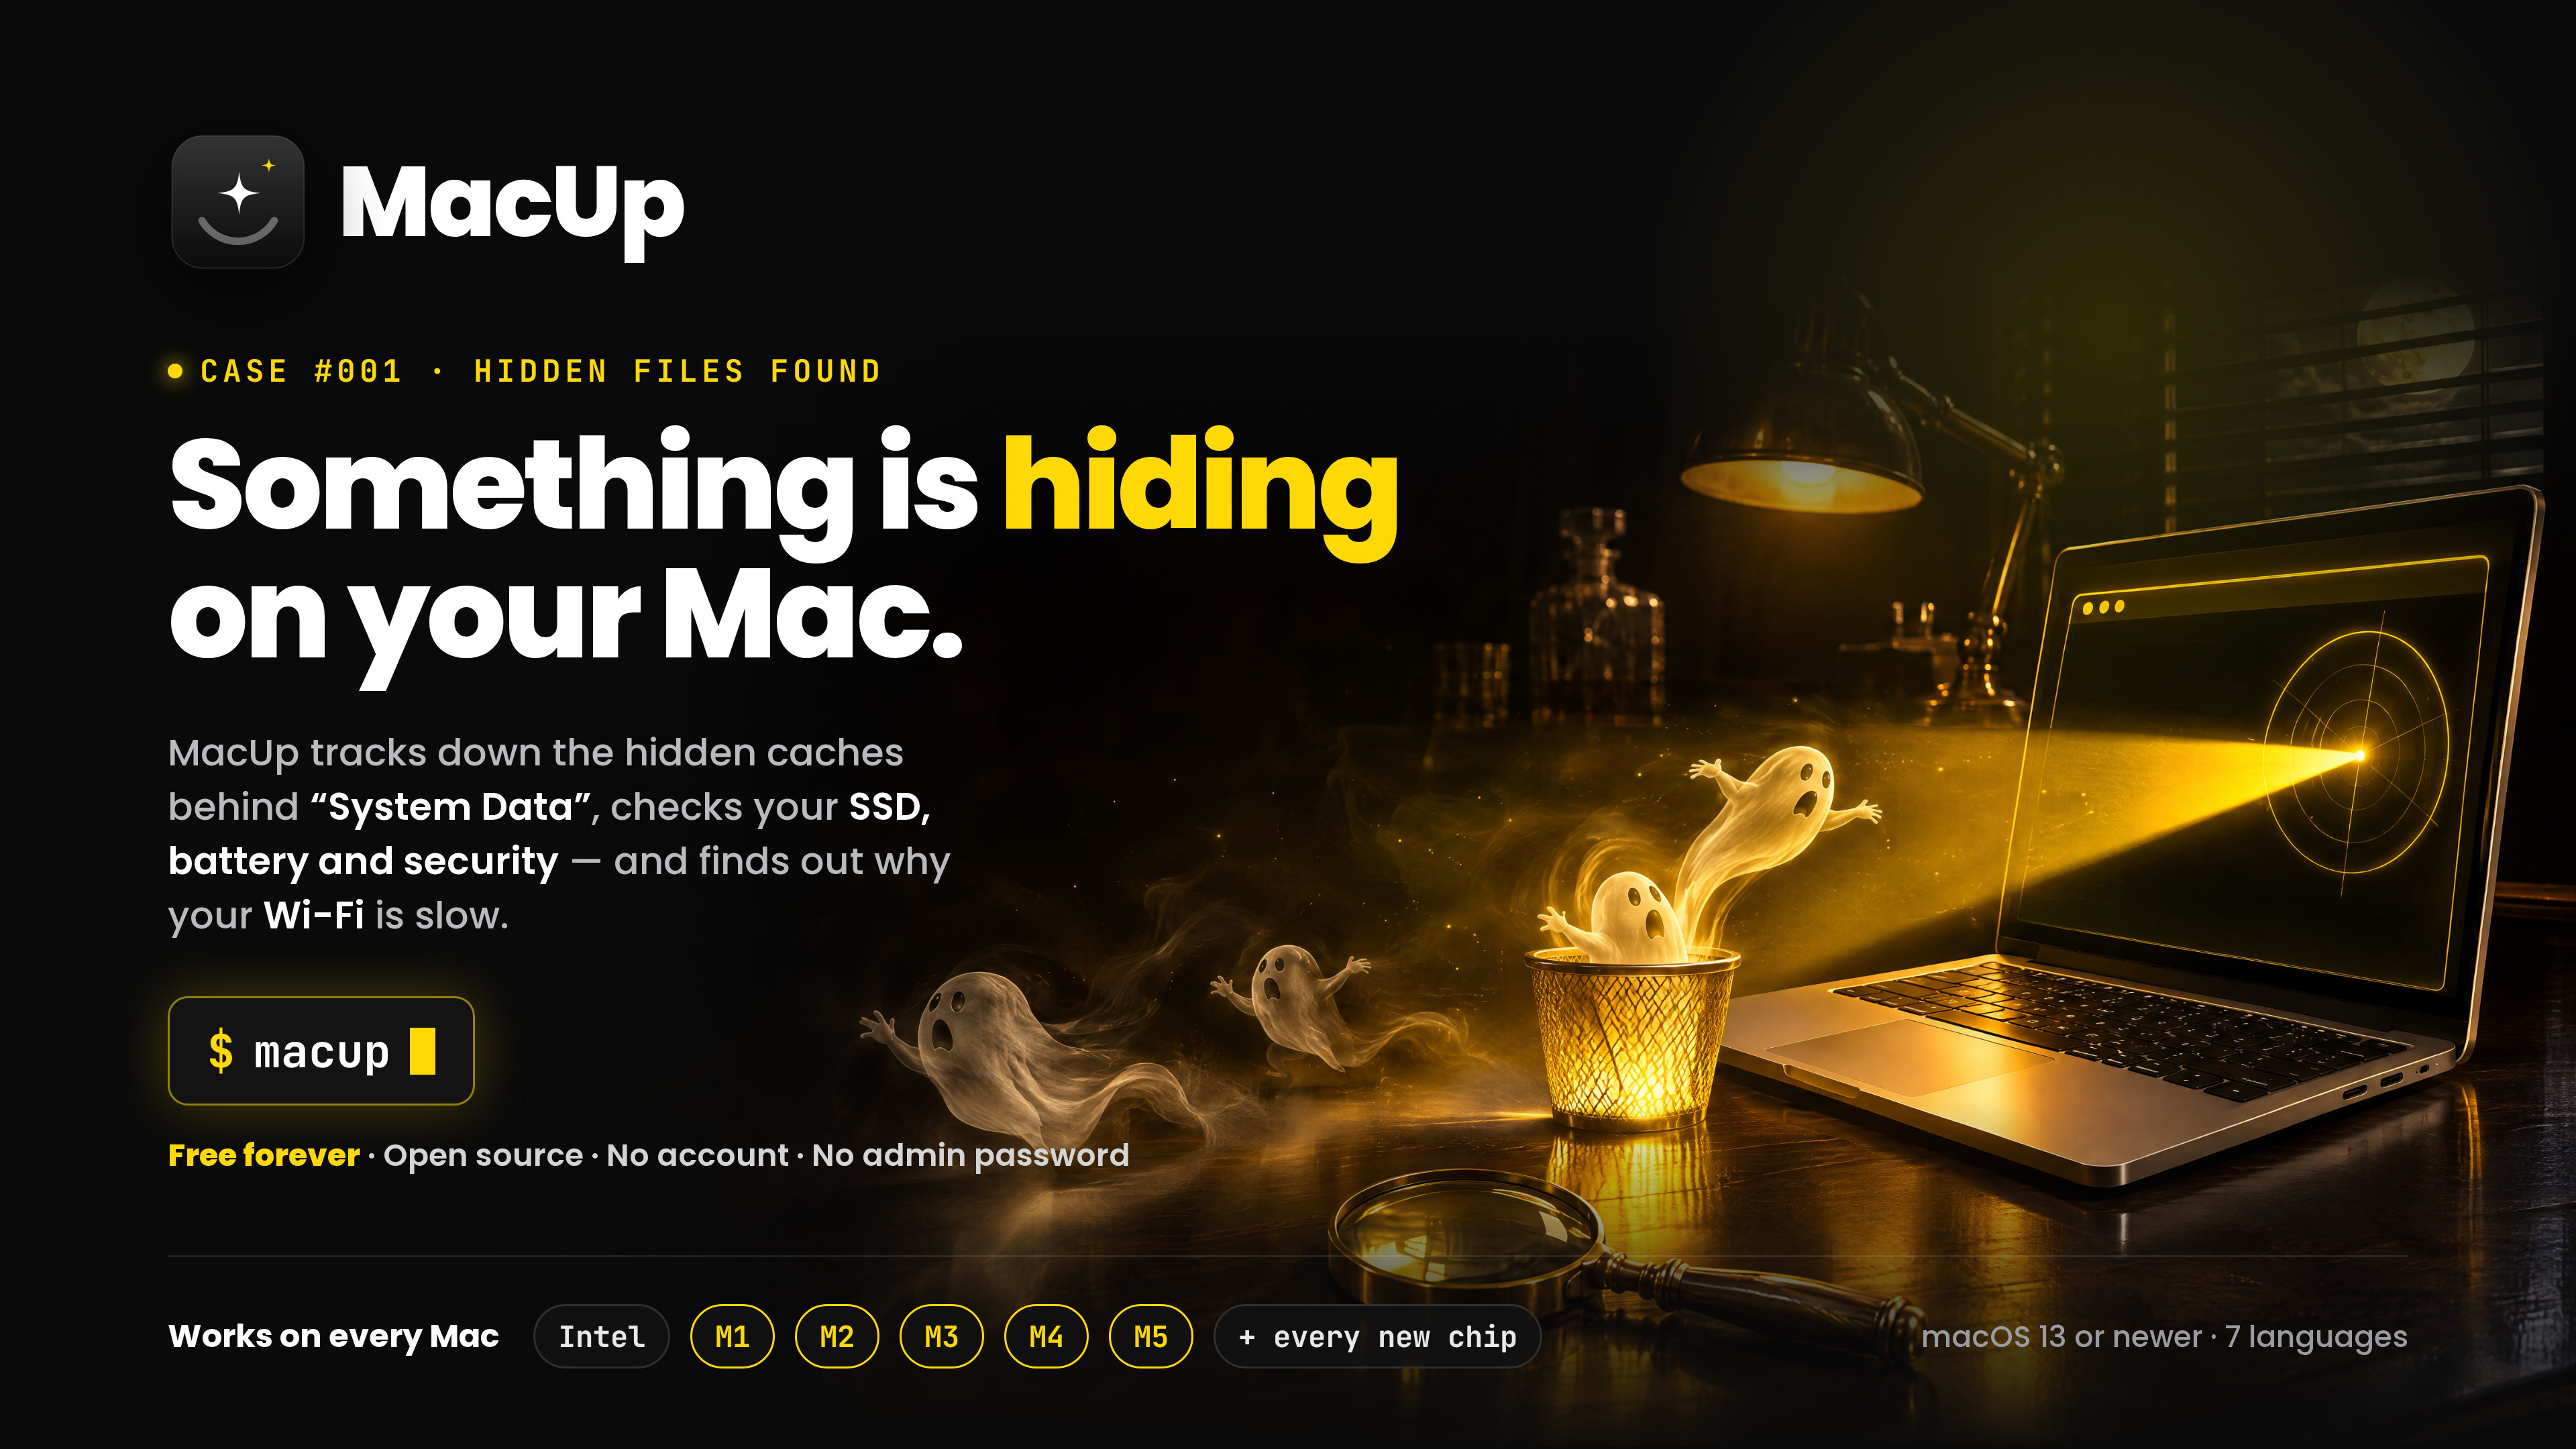 MacUp
CASE #001 · HIDDEN FILES FOUND
Something is hiding
on your Mac.
MacUp tracks down the hidden caches
behind “System Data”, checks your SSD,
battery and security — and finds out why
your Wi-Fi is slow.
$ macup
Free forever · Open source · No account · No admin password
Works on every Mac Intel M1 M2 M3 M4 M5 + every new chip macOS 13 or newer · 7 languages